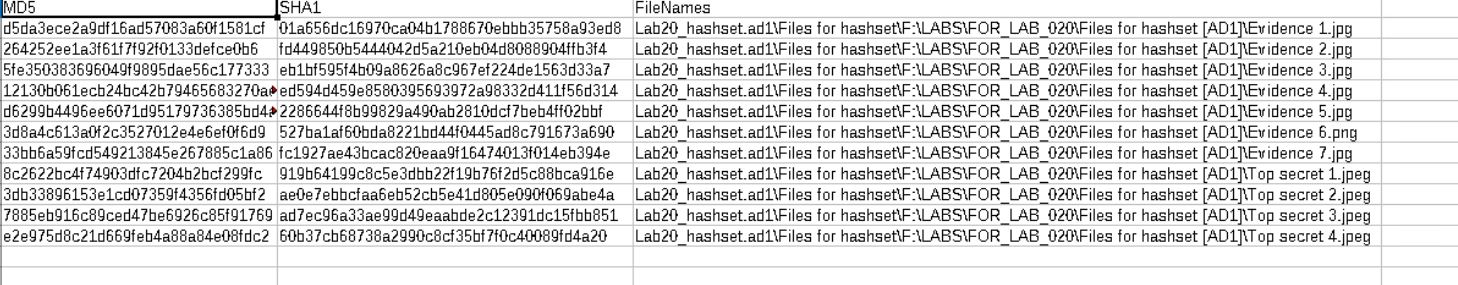 MD5 SHA1 FileNames
d5da3ece2a9df16ad57083a60f1581cf 01a656dc16970ca04b1788670ebbb35758a93ed8 Lab20_hashset.ad1\Files for hashset\F:\LABS\FOR_LAB_020\Files for hashset [AD1]\Evidence 1.jpg
264252ee1a3f61f7f92f0133defce0b6 fd449850b5444042d5a210eb04d8088904ffb3f4 Lab20_hashset.ad1\Files for hashset\F:\LABS\FOR_LAB_020\Files for hashset [AD1]\Evidence 2.jpg
5fe350383696049f9895dae56c177333 eb1bf595f4b09a8626a8c967ef224de1563d33a7 Lab20_hashset.ad1\Files for hashset\F:\LABS\FOR_LAB_020\Files for hashset [AD1]\Evidence 3.jpg
12130b061ecb24bc42b79465683270a ed594d459e8580395693972a98332d411f56d314 Lab20_hashset.ad1\Files for hashset\F:\LABS\FOR_LAB_020\Files for hashset [AD1]\Evidence 4.jpg
d6299b4496ee6071d95179736385bd4 2286644f8b99829a490ab2810dcf7beb4ff02bbf Lab20_hashset.ad1\Files for hashset\F:\LABS\FOR_LAB_020\Files for hashset [AD1]\Evidence 5.jpg
3d8a4c613a0f2c3527012e4e6ef0f6d9 527ba1af60bda8221bd44f0445ad8c791673a690 Lab20_hashset.ad1\Files for hashset\F:\LABS\FOR_LAB_020\Files for hashset [AD1]\Evidence 6.png
33bb6a59fcd549213845e267885c1a86 fc1927ae43bcac820eaa9f16474013f014eb394e Lab20_hashset.ad1\Files for hashset\F:\LABS\FOR_LAB_020\Files for hashset [AD1]\Evidence 7.jpg
8c2622bc4f74903dfc7204b2bcf299fc 919b64199c8c5e3dbb22f19b76f2d5c88bca916e Lab20_hashset.ad1\Files for hashset\F:\LABS\FOR_LAB_020\Files for hashset [AD1]\Top secret 1.jpeg
3db33896153e1cd07359f4356fd05bf2 ae0e7ebbcfaa6eb52cb5e41d805e090f069abe4a Lab20_hashset.ad1\Files for hashset\F:\LABS\FOR_LAB_020\Files for hashset [AD1]\Top secret 2.jpeg
7885eb916c89ced47be6926c85f91769 ad7ec96a33ae99d49eaabde2c12391dc15fbb851 Lab20_hashset.ad1\Files for hashset\F:\LABS\FOR_LAB_020\Files for hashset [AD1]\Top secret 3.jpeg
e2e975d8c21d669feb4a88a84e08fdc2 60b37cb68738a2990c8cf35bf7f0c40089fd4a20 Lab20_hashset.ad1\Files for hashset\F:\LABS\FOR_LAB_020\Files for hashset [AD1]\Top secret 4.jpeg